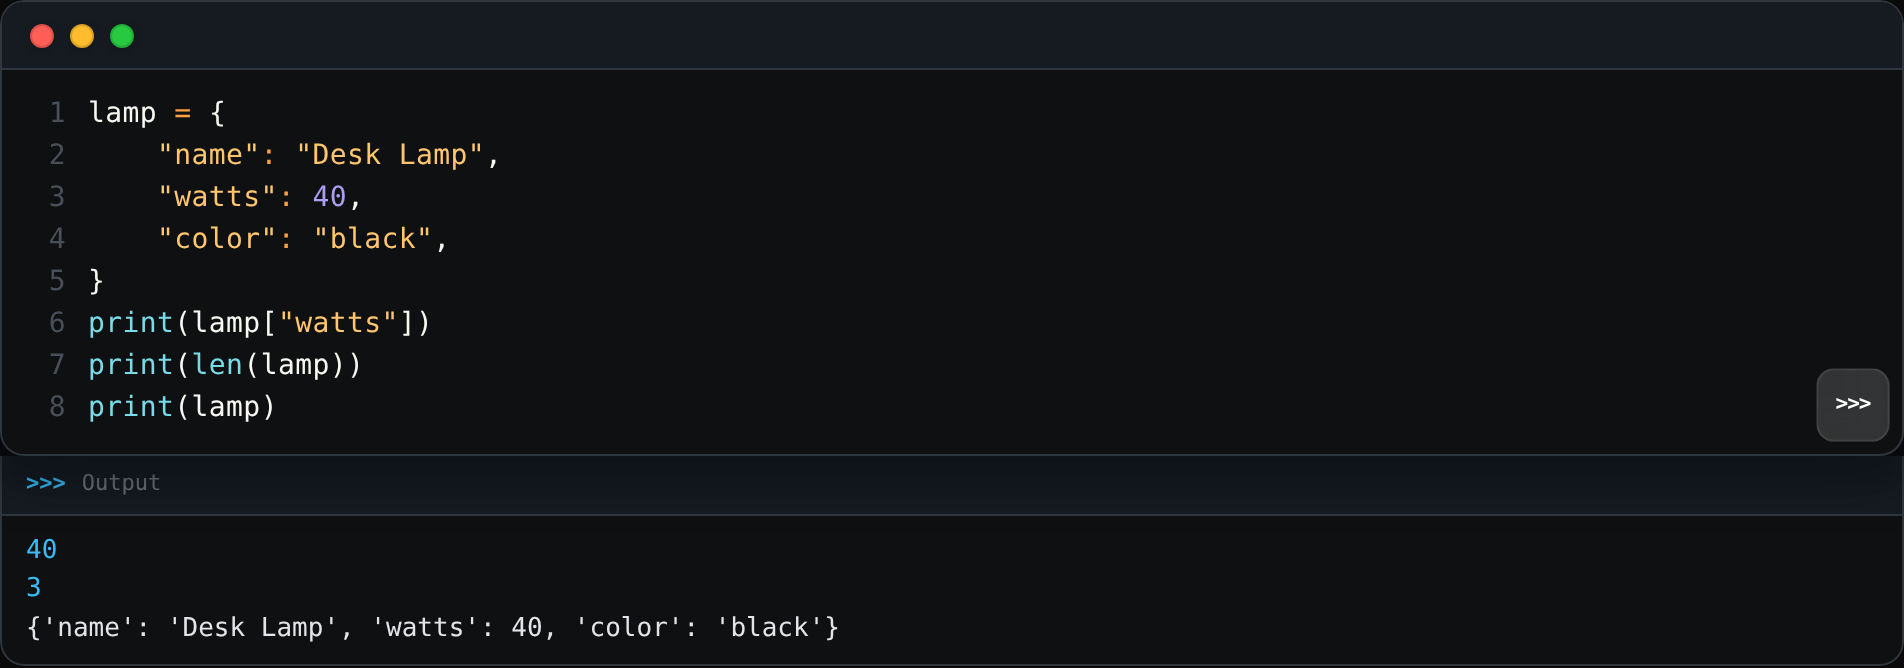 1 lamp = {
2     "name": "Desk Lamp",
3     "watts": 40,
4     "color": "black",
5 }
6 print(lamp["watts"])
7 print(len(lamp))
8 print(lamp)
>>>
>>> Output
40
3
{'name': 'Desk Lamp', 'watts': 40, 'color': 'black'}